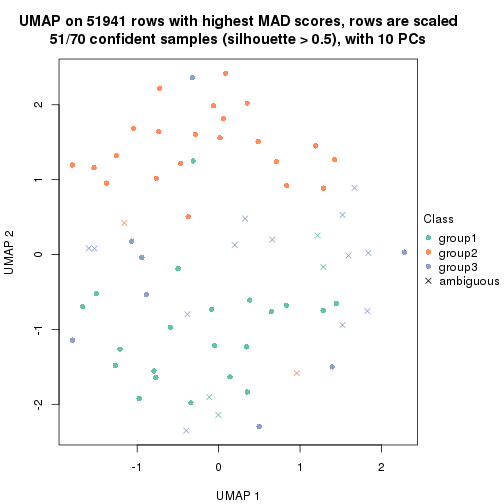 UMAP on 51941 rows with highest MAD scores, rows are scaled
51/70 confident samples (silhouette > 0.5), with 10 PCs
2
1
0
-1
-2
UMAP 2
-1
0
1
2
UMAP 1
Class
group1
group2
group3
ambiguous